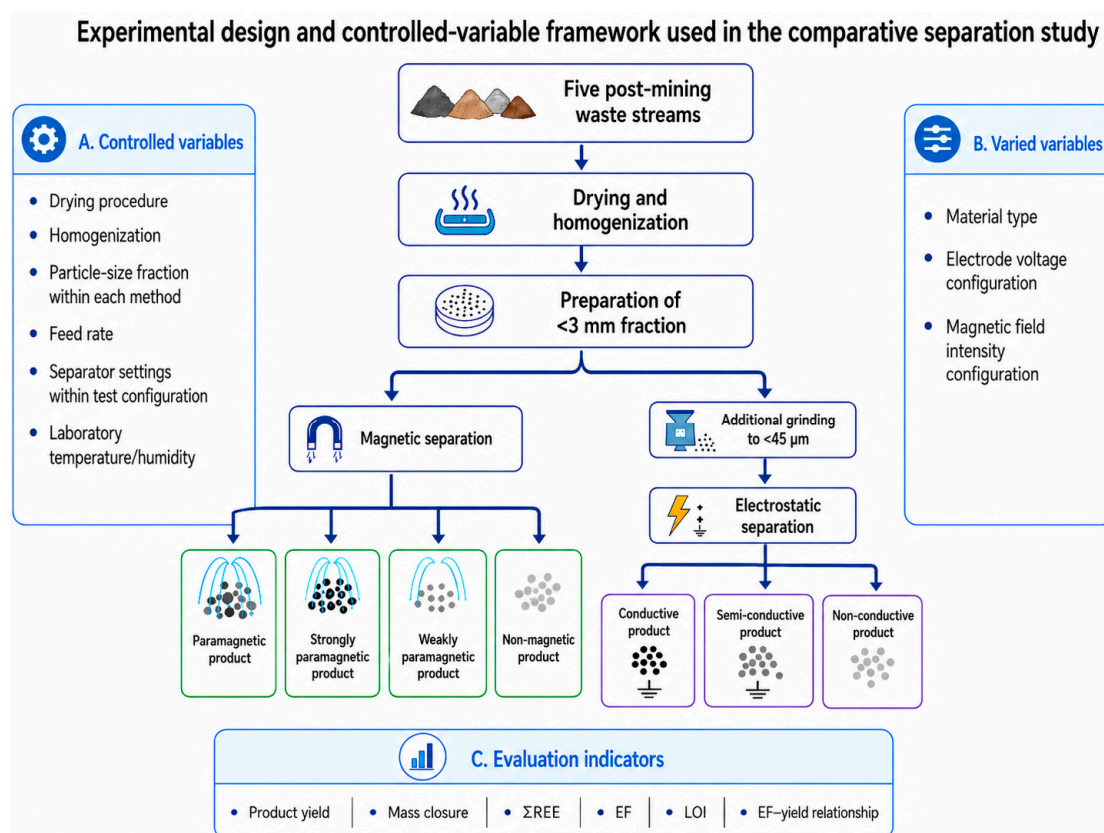 Experimental design and controlled-variable framework used in the comparative separation study
Five post-mining
waste streams
A. Controlled variables
• Drying procedure
• Homogenization
• Particle-size fraction
within each method
• Feed rate
• Separator settings
within test configuration
• Laboratory
temperature/humidity
B. Varied variables
• Material type
• Electrode voltage
configuration
• Magnetic field
intensity
configuration
Drying and
homogenization
Preparation of
<3 mm fraction
Magnetic separation
Additional grinding
to <45 µm
Electrostatic
separation
Paramagnetic
product
Strongly
paramagnetic
product
Weakly
paramagnetic
product
Non-magnetic
product
Conductive
product
Semi-conductive
product
Non-conductive
product
C. Evaluation indicators
• Product yield | • Mass closure | • ΣREE | • EF | • LOI | • EF–yield relationship